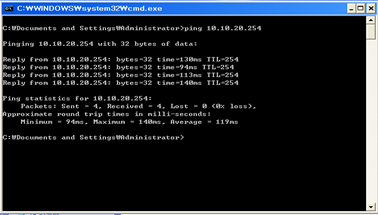 C:\WINDOWS\system32\cmd.exe
C:₩Documents and Settings₩Administrator>ping 10.10.20.254
Pinging 10.10.20.254 with 32 bytes of data:
Reply from 10.10.20.254: bytes=32 time=130ms TTL=254
Reply from 10.10.20.254: bytes=32 time=94ms TTL=254
Reply from 10.10.20.254: bytes=32 time=113ms TTL=254
Reply from 10.10.20.254: bytes=32 time=140ms TTL=254
Ping statistics for 10.10.20.254:
Packets: Sent = 4, Received = 4, Lost = 0 (0% loss),
Approximate round trip times in milli-seconds:
Minimum = 94ms, Maximum = 140ms, Average = 119ms
C:₩Documents and Settings₩Administrator>